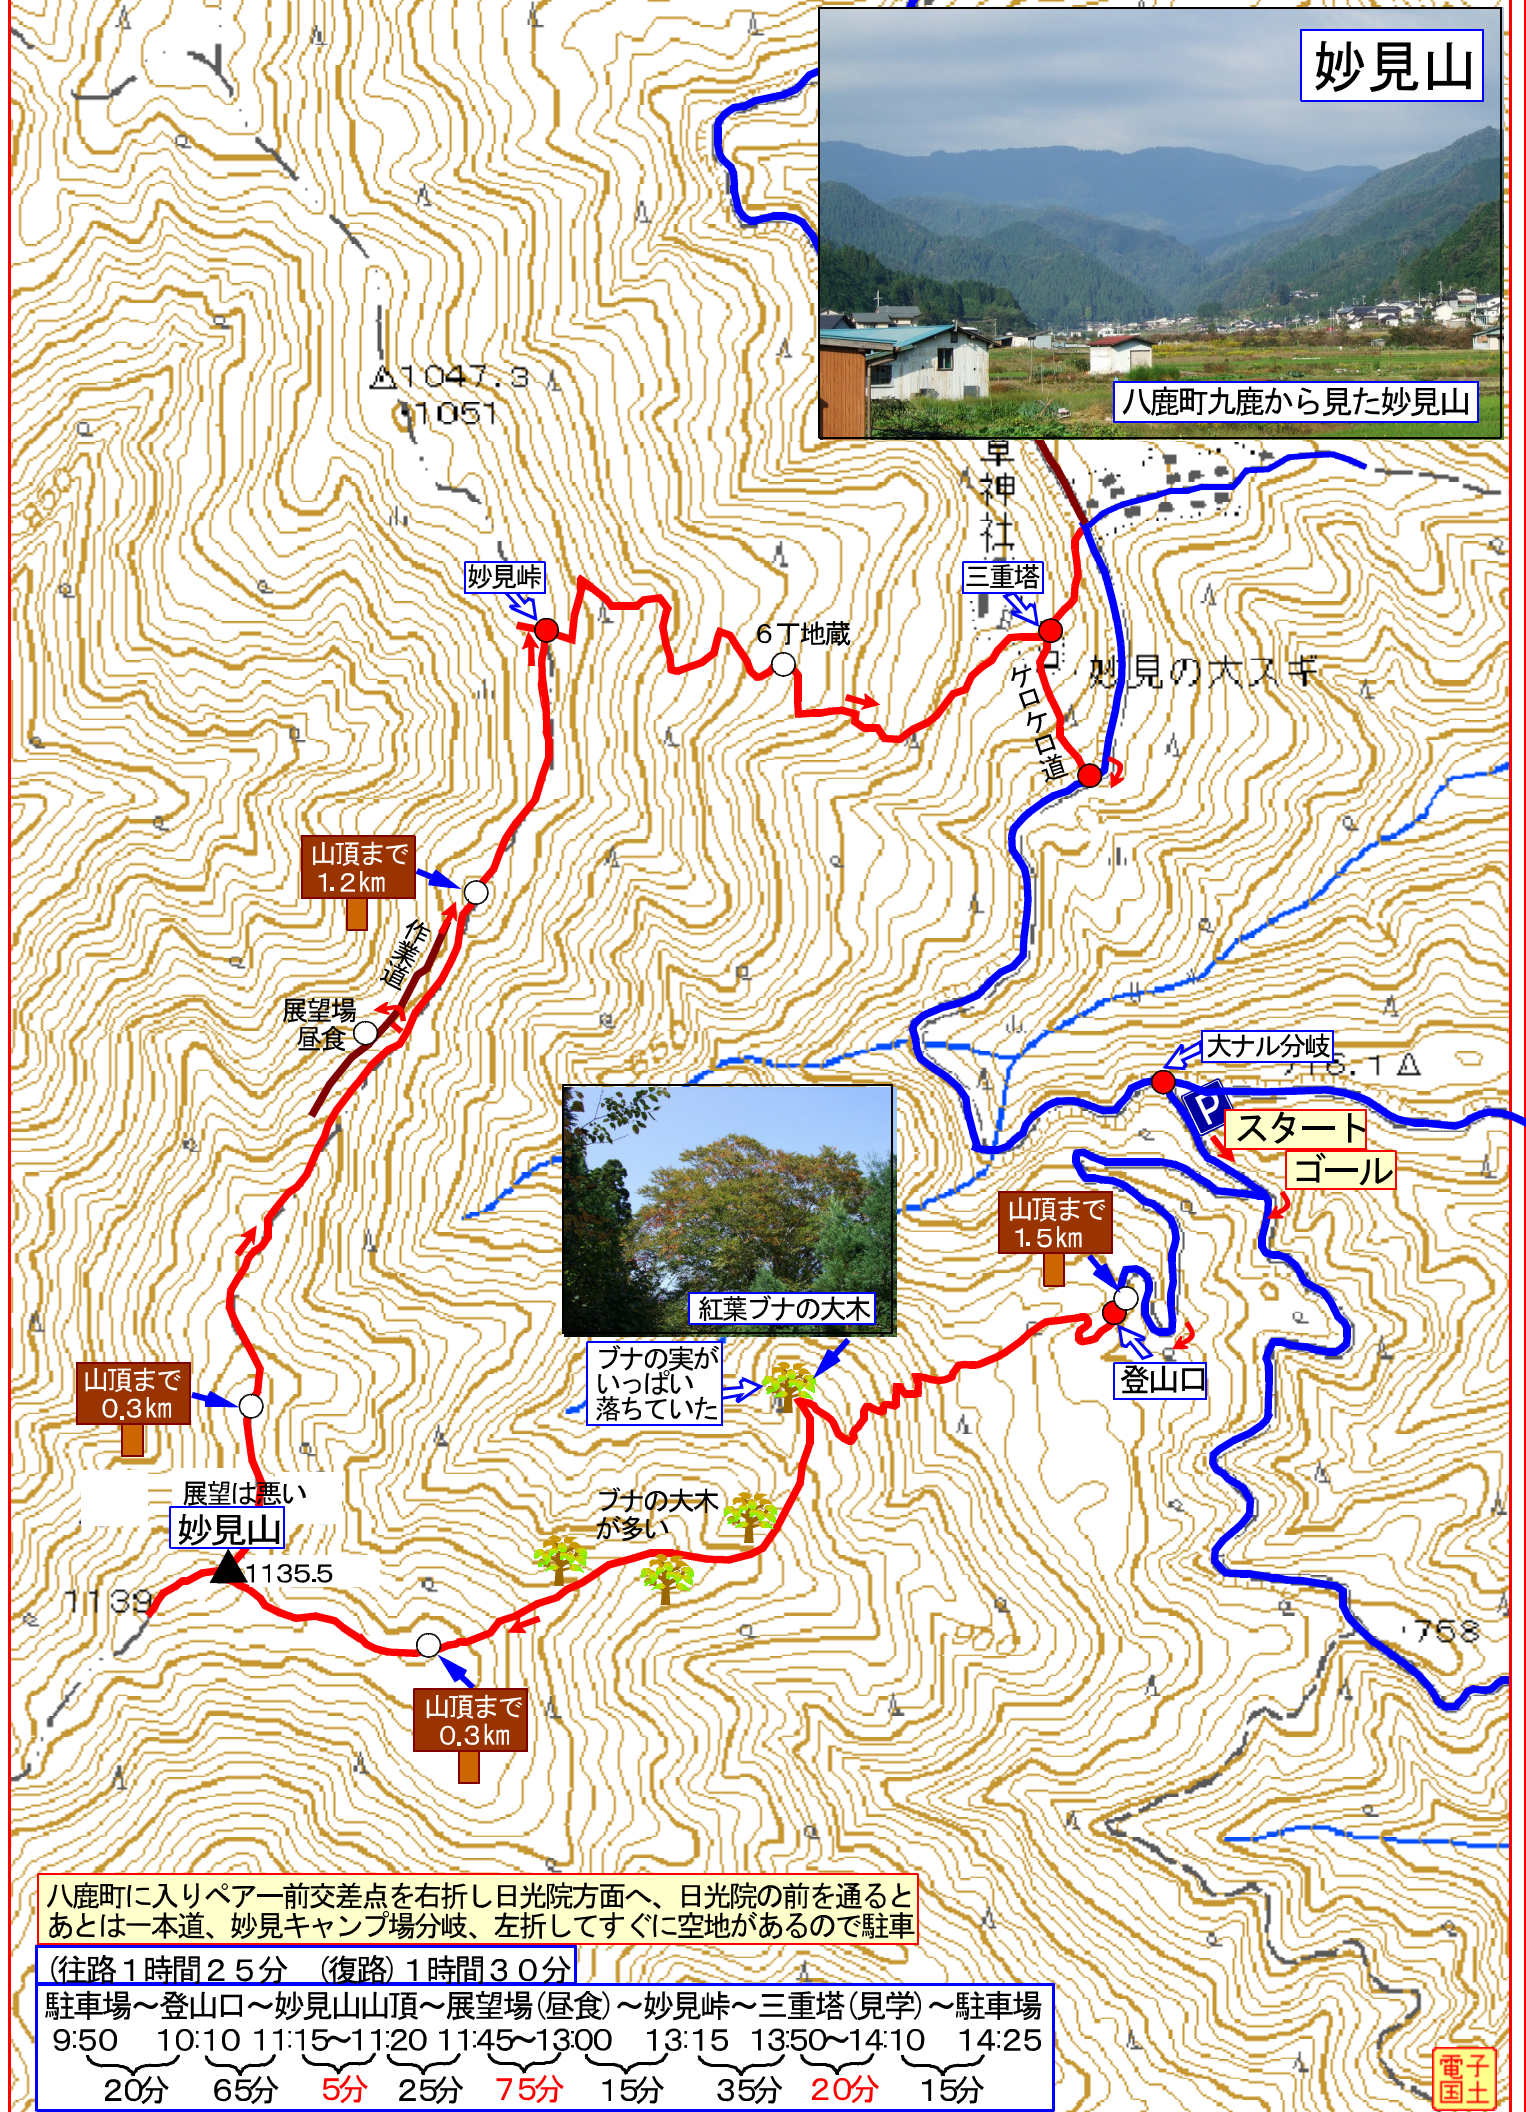 妙見山
八鹿町九鹿から見た妙見山
1047.3
1051
草神社
妙見峠
三重塔
6丁地蔵
妙見の大スギ
ケロケロ道
山頂まで
1.2km
作業道
展望場
昼食
大ナル分岐
716.1
P
スタート
ゴール
山頂まで
1.5km
紅葉ブナの大木
ブナの実が
いっぱい
落ちていた
登山口
山頂まで
0.3km
展望は悪い
妙見山
1135.5
1139
ブナの大木
が多い
758
山頂まで
0.3km
八鹿町に入りペアー前交差点を右折し日光院方面へ、日光院の前を通ると
あとは一本道、妙見キャンプ場分岐、左折してすぐに空地があるので駐車
(往路1時間25分 (復路)1時間30分
駐車場～登山口～妙見山山頂～展望場(昼食)～妙見峠～三重塔(見学)～駐車場
9:50 10:10 11:15～11:20 11:45～13:00 13:15 13:50～14:10 14:25
20分 65分 5分 25分 75分 15分 35分 20分 15分
電子
国土